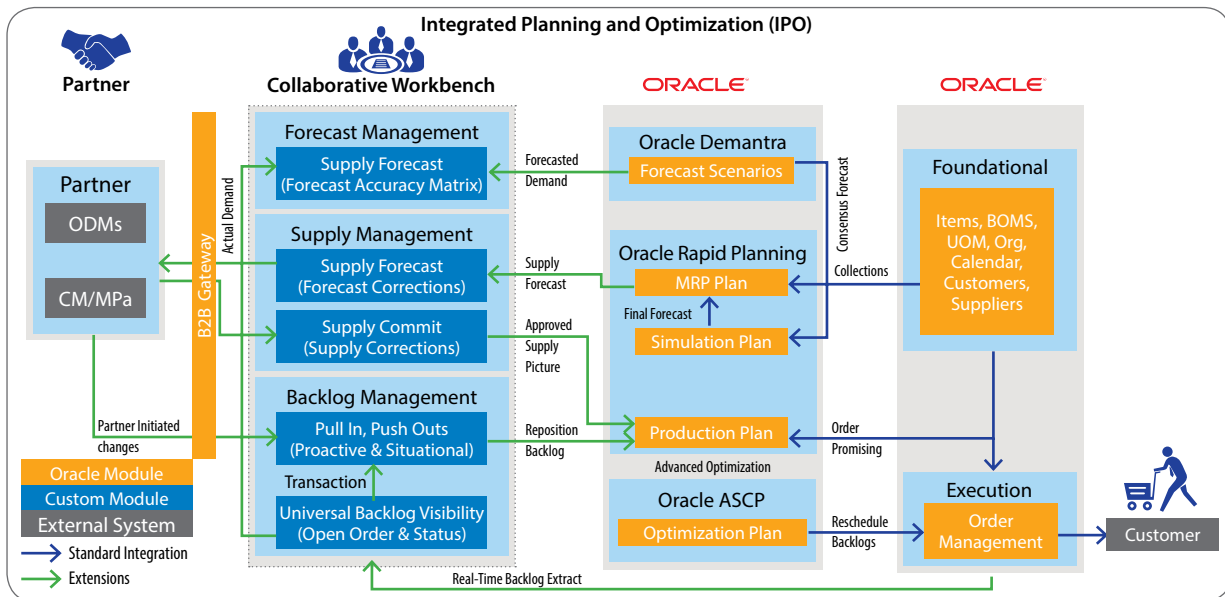 Integrated Planning and Optimization (IPO)
Partner
Collaborative Workbench
ORACLE
ORACLE
Partner
ODMs
CM/MPa
B2B Gateway
Actual Demand
Forecast Management
Supply Forecast
(Forecast Accuracy Matrix)
Supply Management
Supply Forecast
(Forecast Corrections)
Supply Commit
(Supply Corrections)
Backlog Management
Pull In, Push Outs
(Proactive & Situational)
Transaction
Universal Backlog Visibility
(Open Order & Status)
Forecasted
Demand
Supply
Forecast
Approved
Supply
Picture
Reposition
Backlog
Partner Initiated
changes
Oracle Demantra
Forecast Scenarios
Consensus Forecast
Oracle Rapid Planning
MRP Plan
Final Forecast
Simulation Plan
Production Plan
Advanced Optimization
Oracle ASCP
Optimization Plan
Collections
Order
Promising
Reschedule
Backlogs
Foundational
Items, BOMS,
UOM, Org,
Calendar,
Customers,
Suppliers
Execution
Order
Management
Customer
Real-Time Backlog Extract
Oracle Module
Custom Module
External System
Standard Integration
Extensions